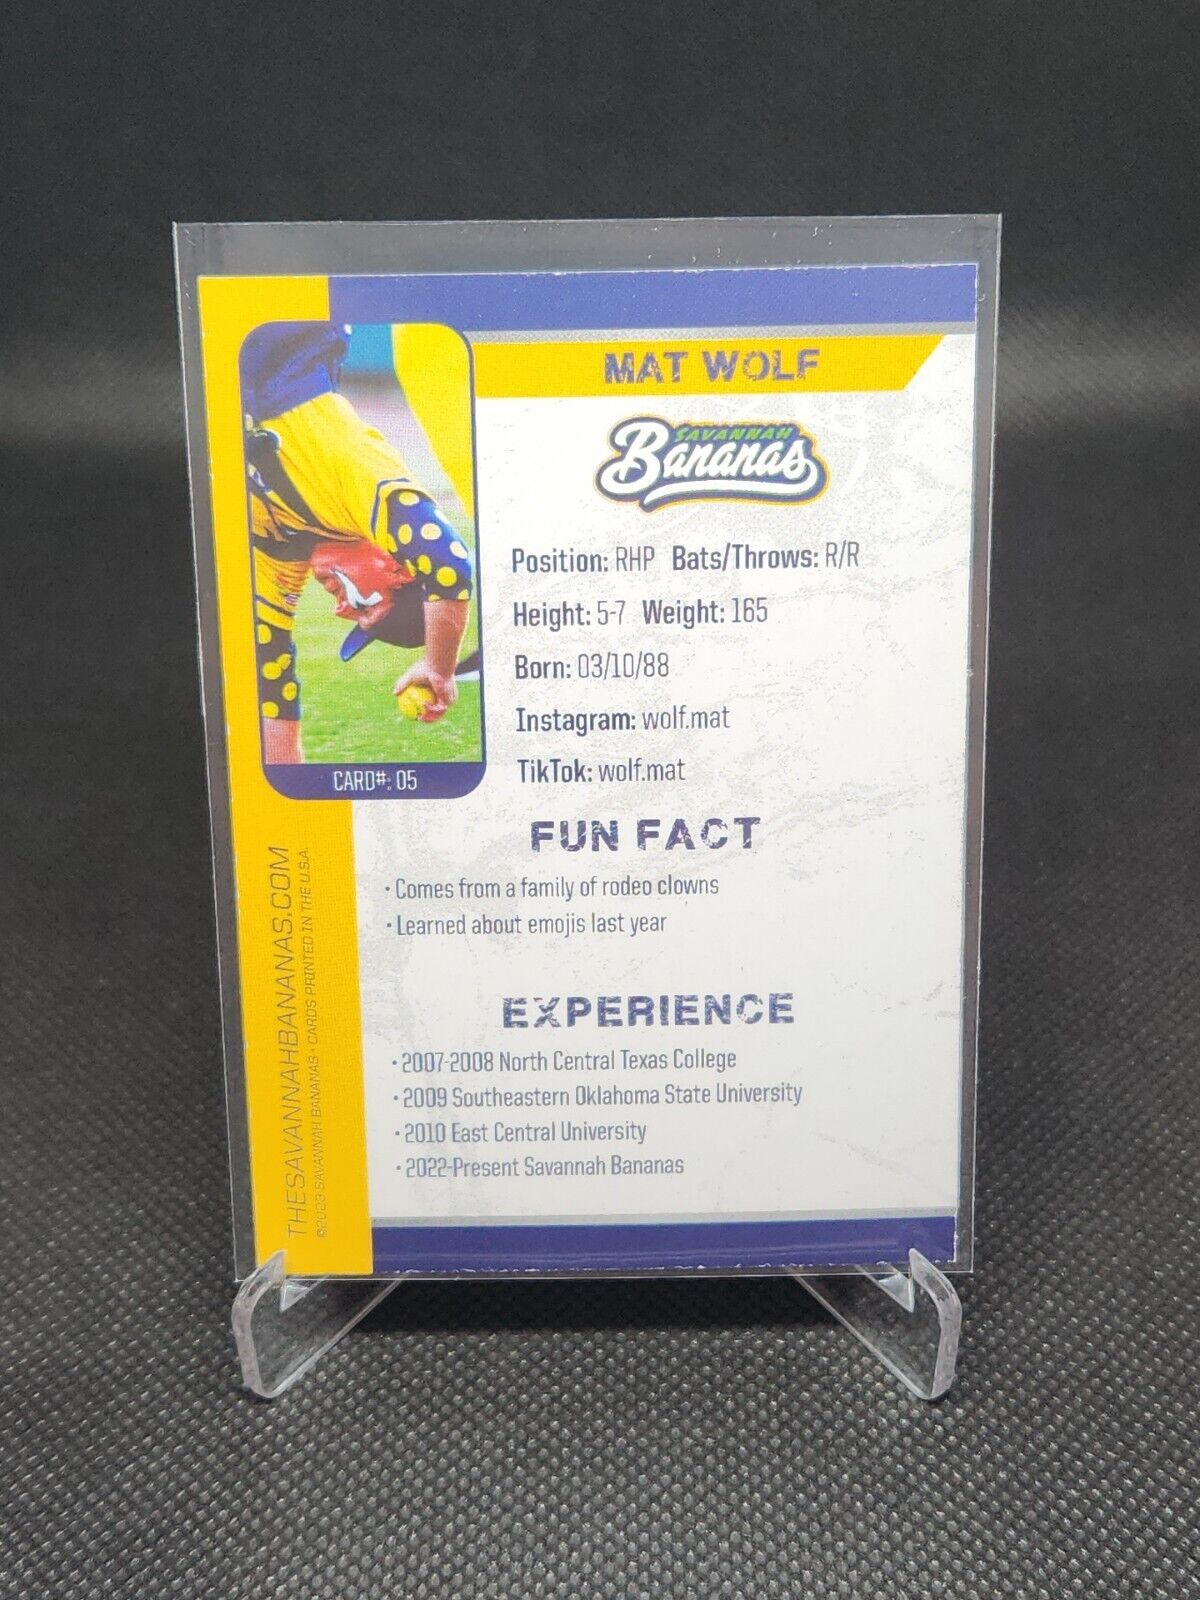 MAT WOLF
SAVANNAH
Bananas
Position: RHP Bats/Throws: R/R
Height: 5-7 Weight: 165
Born: 03/10/88
Instagram: wolf.mat
TikTok: wolf.mat
CARD#: 05
FUN FACT
• Comes from a family of rodeo clowns
• Learned about emojis last year
EXPERIENCE
• 2007-2008 North Central Texas College
• 2009 Southeastern Oklahoma State University
• 2010 East Central University
• 2022-Present Savannah Bananas
THESAVANNAHBANANAS.COM
©2023 SAVANNAH BANANAS • CARDS PRINTED IN THE U.S.A.